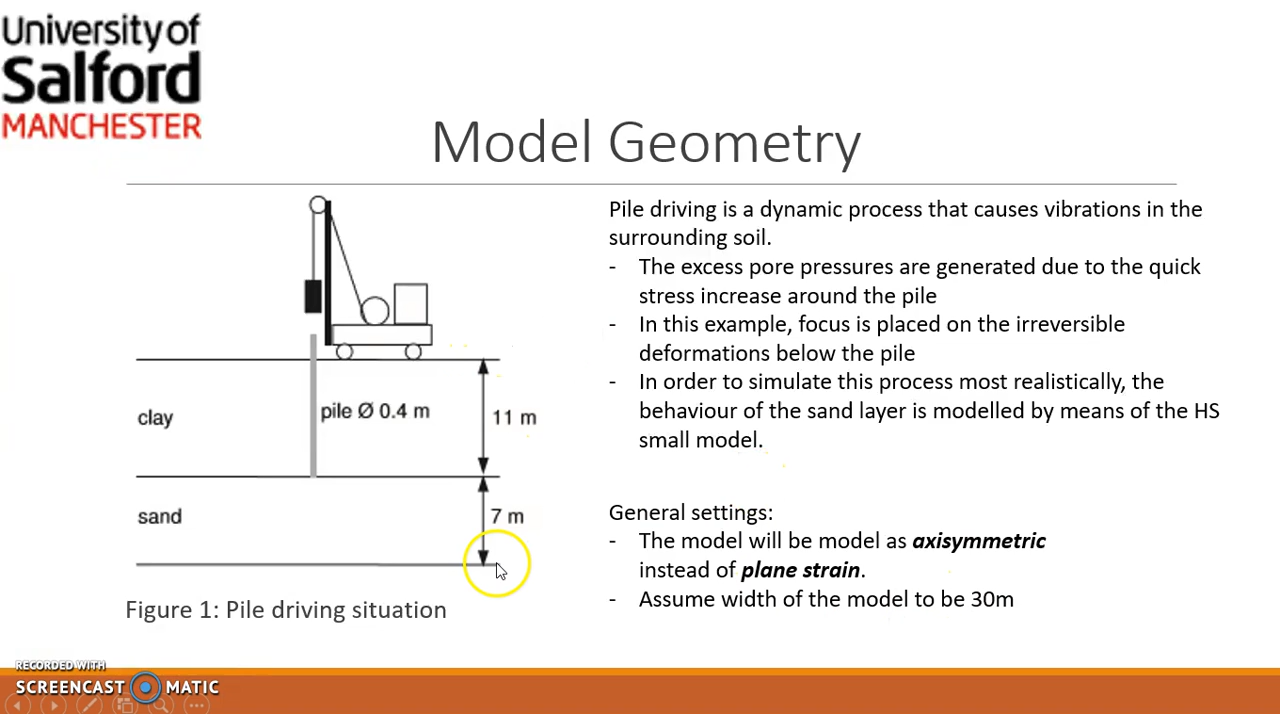 University of
Salford
MANCHESTER
Model Geometry
pile Ø 0.4 m
clay
11 m
sand
7 m
Figure 1: Pile driving situation
Pile driving is a dynamic process that causes vibrations in the
surrounding soil.
- The excess pore pressures are generated due to the quick
stress increase around the pile
- In this example, focus is placed on the irreversible
deformations below the pile
- In order to simulate this process most realistically, the
behaviour of the sand layer is modelled by means of the HS
small model.
General settings:
- The model will be model as axisymmetric
instead of plane strain.
- Assume width of the model to be 30m
RECORDED WITH
SCREENCAST MATIC